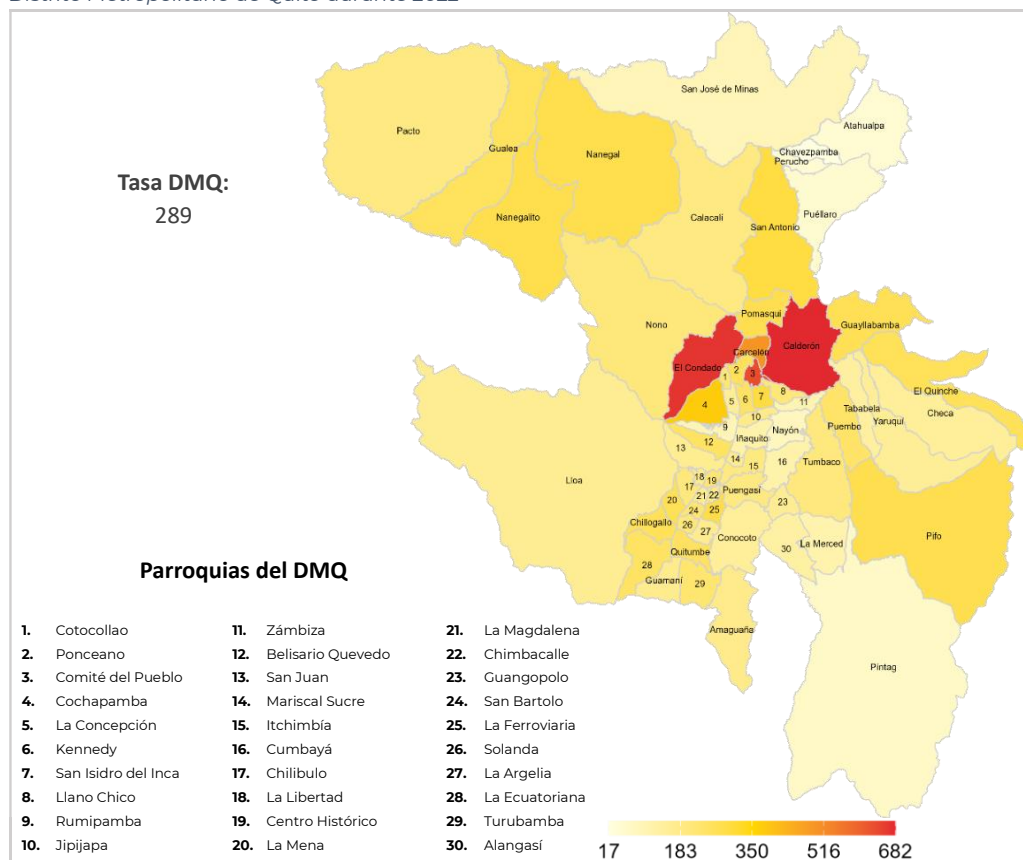 Distrito Metropolitano de Quito durante 2022
San José de Minas
Atahualpa
Pacto
Chavezpamba
Gualea
Nanegal
Perucho
Tasa DMQ:
289
Puéllaro
Nanegalito
Calacalí
San Antonio
Pomasqui
Nono
Guayllabamba
Calderón
Carcelén
El Condado
1
2
3
4
5
6
7
8
El Quinche
11
Tababela
Checa
10
Yaruquí
9
Nayón
Puembo
Iñaquito
12
13
14
15
16
Tumbaco
Lloa
18
19
17
Puengasí
21
22
20
23
24
25
Chillogallo
26
27
Pifo
Conocoto
La Merced
30
Quitumbe
28
Guamaní
29
Amaguaña
Pintag
Parroquias del DMQ
1. Cotocollao
2. Ponceano
3. Comité del Pueblo
4. Cochapamba
5. La Concepción
6. Kennedy
7. San Isidro del Inca
8. Llano Chico
9. Rumipamba
10. Jipijapa
11. Zámbiza
12. Belisario Quevedo
13. San Juan
14. Mariscal Sucre
15. Itchimbía
16. Cumbayá
17. Chilibulo
18. La Libertad
19. Centro Histórico
20. La Mena
21. La Magdalena
22. Chimbacalle
23. Guangopolo
24. San Bartolo
25. La Ferroviaria
26. Solanda
27. La Argelia
28. La Ecuatoriana
29. Turubamba
30. Alangasí
17 183 350 516 682